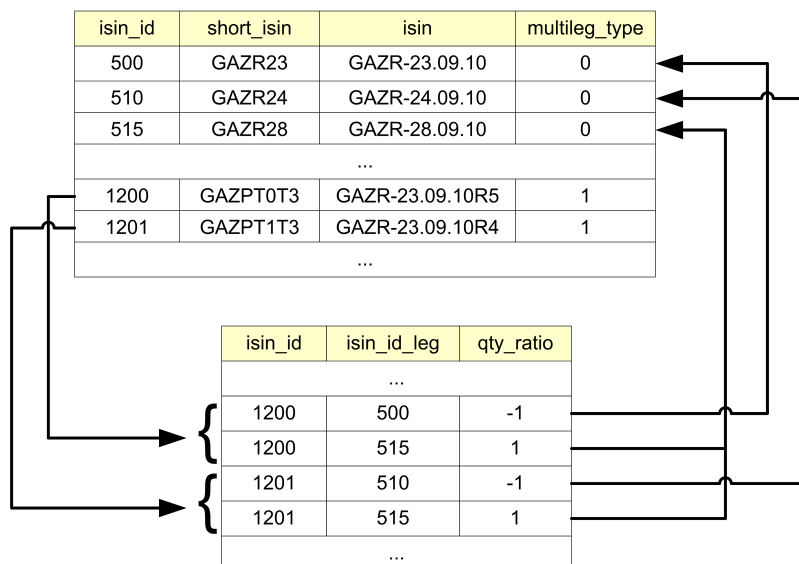 isin_id short_isin isin multileg_type
500 GAZR23 GAZR-23.09.10 0
510 GAZR24 GAZR-24.09.10 0
515 GAZR28 GAZR-28.09.10 0
...
1200 GAZPT0T3 GAZR-23.09.10R5 1
1201 GAZPT1T3 GAZR-23.09.10R4 1
...
isin_id isin_id_leg qty_ratio
...
{ 1200 500 -1
1200 515 1
{ 1201 510 -1
1201 515 1
...